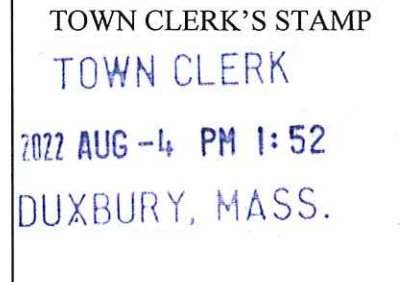 TOWN CLERK'S STAMP
TOWN CLERK
2022 AUG -4 PM 1:52
DUXBURY, MASS.